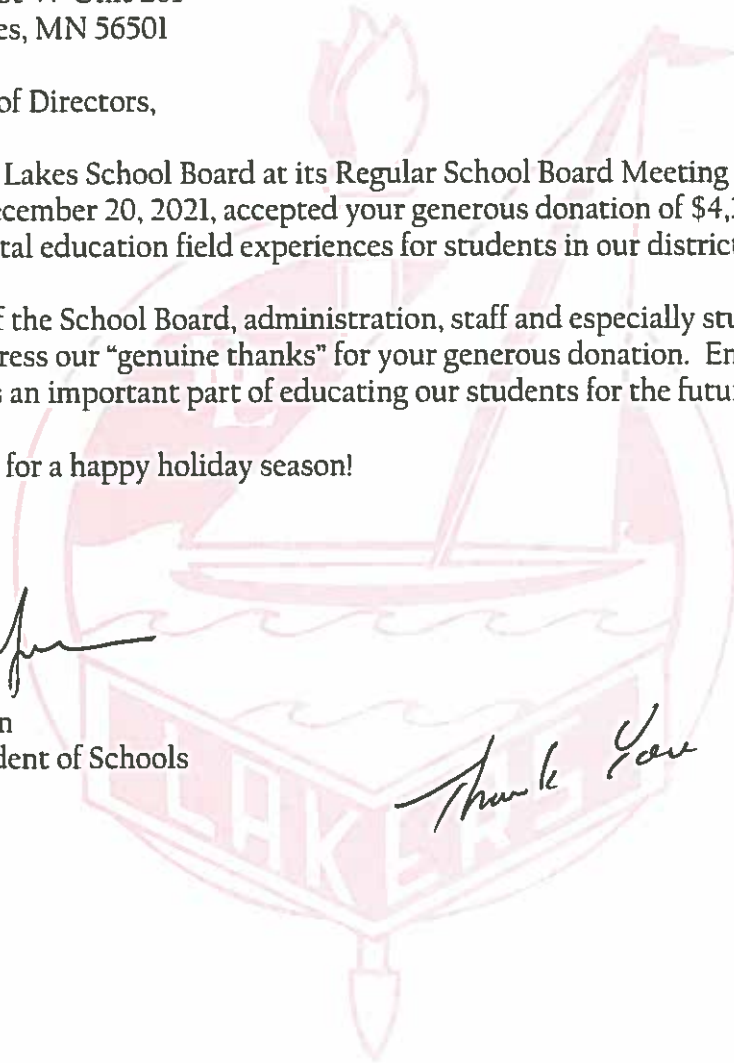 es, MN 56501
of Directors,
Lakes School Board at its Regular School Board Meeting
cember 20, 2021, accepted your generous donation of $4,
tal education field experiences for students in our district
f the School Board, administration, staff and especially stu
ress our “genuine thanks” for your generous donation. En
s an important part of educating our students for the futu
for a happy holiday season!
n
dent of Schools
Thank You
LAKERS